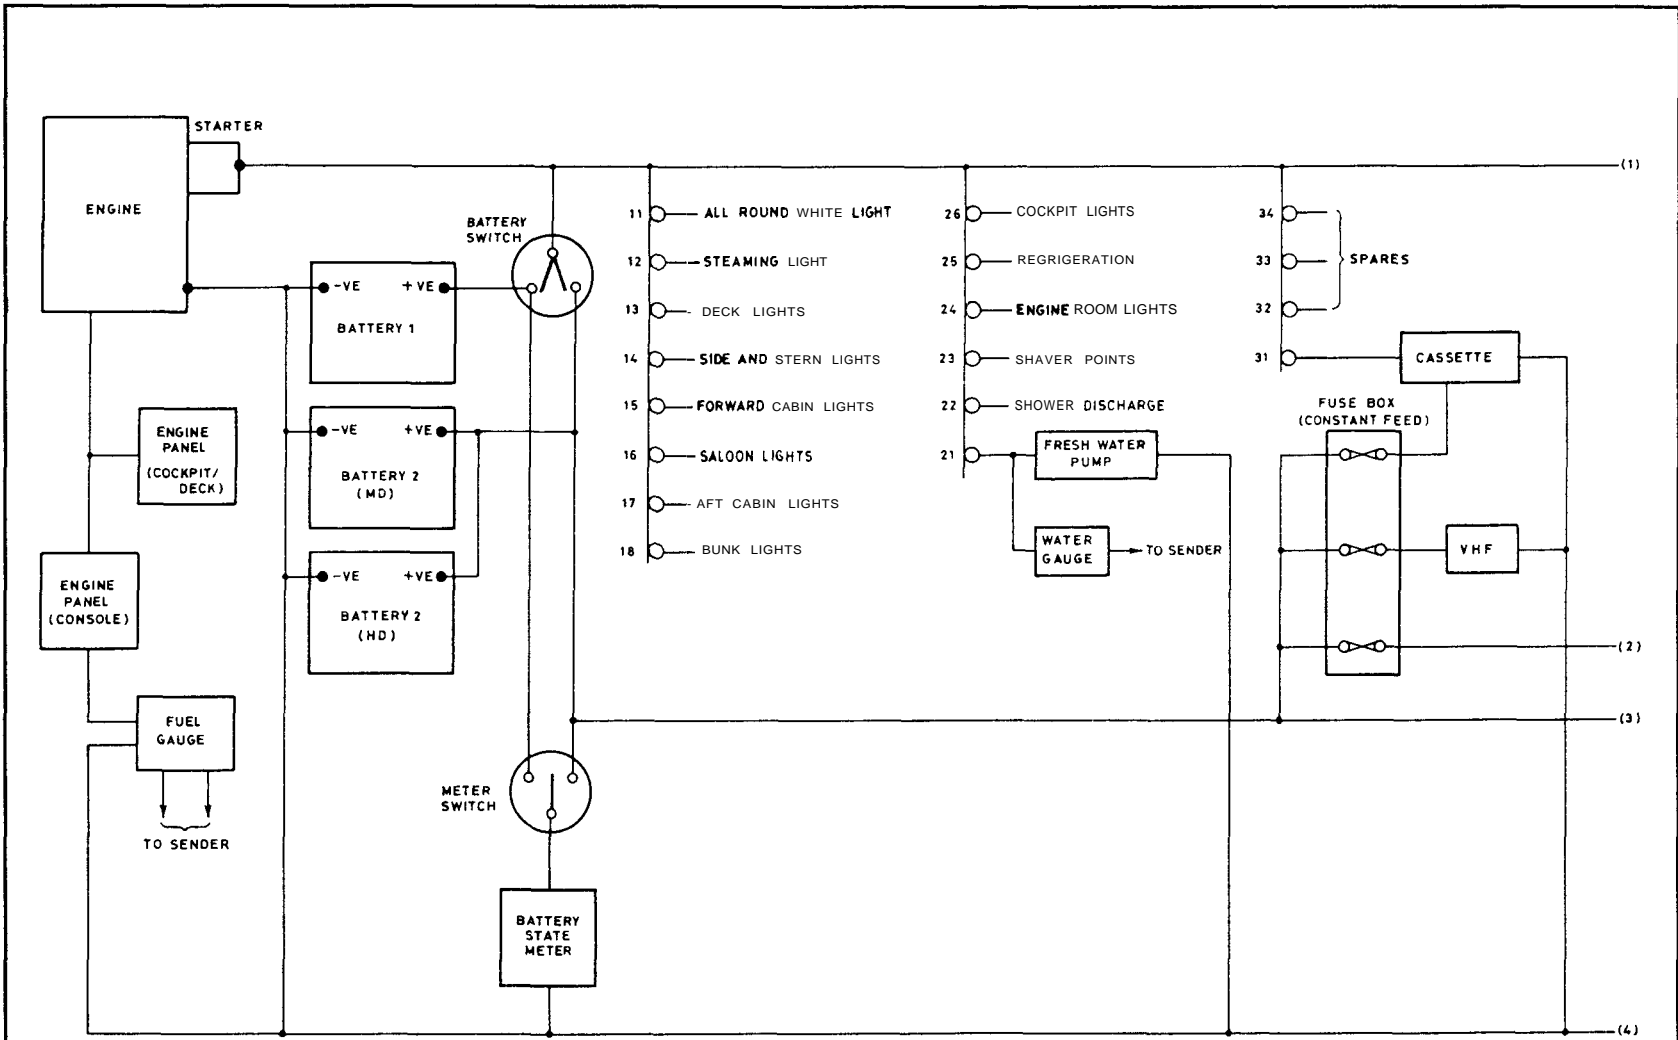 STARTER
(1)
ENGINE
BATTERY
SWITCH
11 ALL ROUND WHITE LIGHT
12 STEAMING LIGHT
13 DECK LIGHTS
14 SIDE AND STERN LIGHTS
15 FORWARD CABIN LIGHTS
16 SALOON LIGHTS
17 AFT CABIN LIGHTS
18 BUNK LIGHTS
26 COCKPIT LIGHTS
25 REGRIGERATION
24 ENGINE ROOM LIGHTS
23 SHAVER POINTS
22 SHOWER DISCHARGE
21
FRESH WATER
PUMP
WATER
GAUGE
TO SENDER
34
33
32
SPARES
31
CASSETTE
FUSE BOX
(CONSTANT FEED)
VHF
(2)
(3)
-VE +VE
BATTERY 1
-VE +VE
BATTERY 2
(MD)
-VE +VE
BATTERY 2
(HD)
ENGINE
PANEL
(COCKPIT/
DECK)
ENGINE
PANEL
(CONSOLE)
FUEL
GAUGE
TO SENDER
METER
SWITCH
BATTERY
STATE
METER
(4)